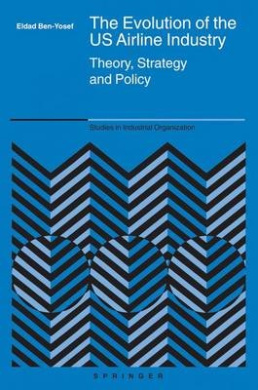 Eldad Ben-Yosef
The Evolution of the
US Airline Industry
Theory, Strategy
and Policy
Studies in Industrial Organization
SPRINGER